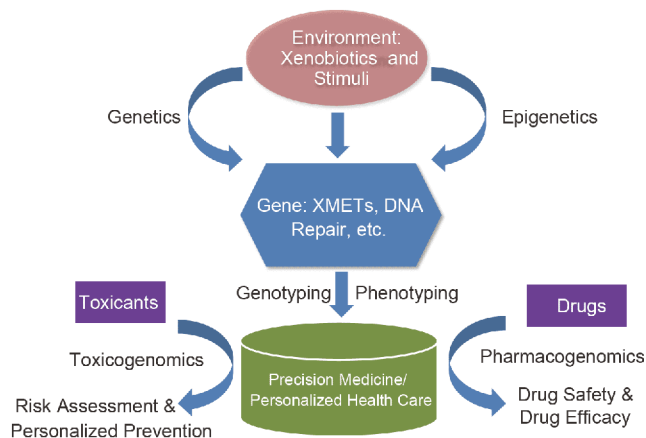 Environment:
Xenobiotics and
Stimuli
Genetics
Epigenetics
Gene: XMETs, DNA
Repair, etc.
Genotyping
Phenotyping
Toxicants
Drugs
Toxicogenomics
Pharmacogenomics
Precision Medicine/
Personalized Health Care
Risk Assessment &
Personalized Prevention
Drug Safety &
Drug Efficacy